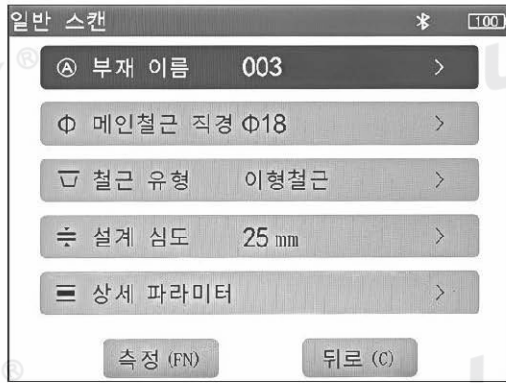 일반 스캔 100
Ⓐ 부재 이름 003 >
Φ 메인철근 직경 Φ18 >
철근 유형 이형철근 >
설계 심도 25 mm >
상세 파라미터 >
측정 (FN) 뒤로 (C)